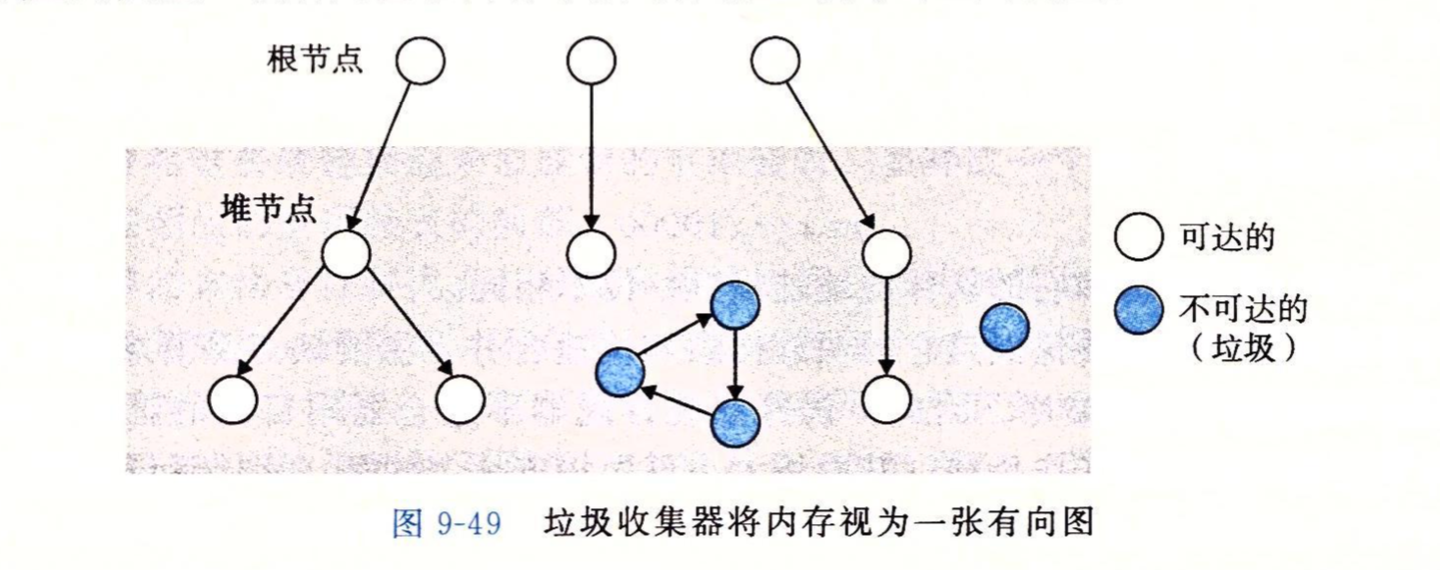 根节点
堆节点
可达的
不可达的
（垃圾）
图 9-49 垃圾收集器将内存视为一张有向图